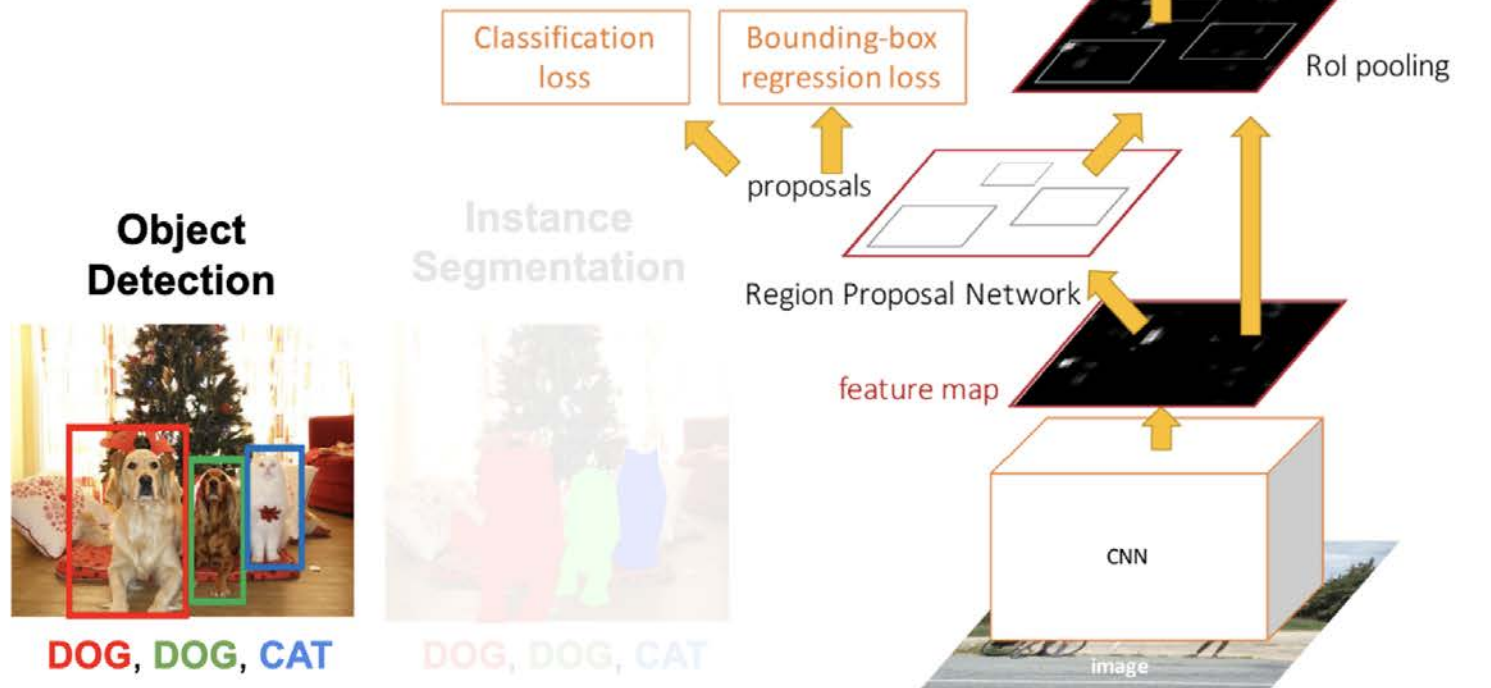 Classification
loss
Bounding-box
regression loss
RoI pooling
proposals
Object
Detection
Instance
Segmentation
Region Proposal Network
feature map
CNN
DOG, DOG, CAT
DOG, DOG, CAT
image